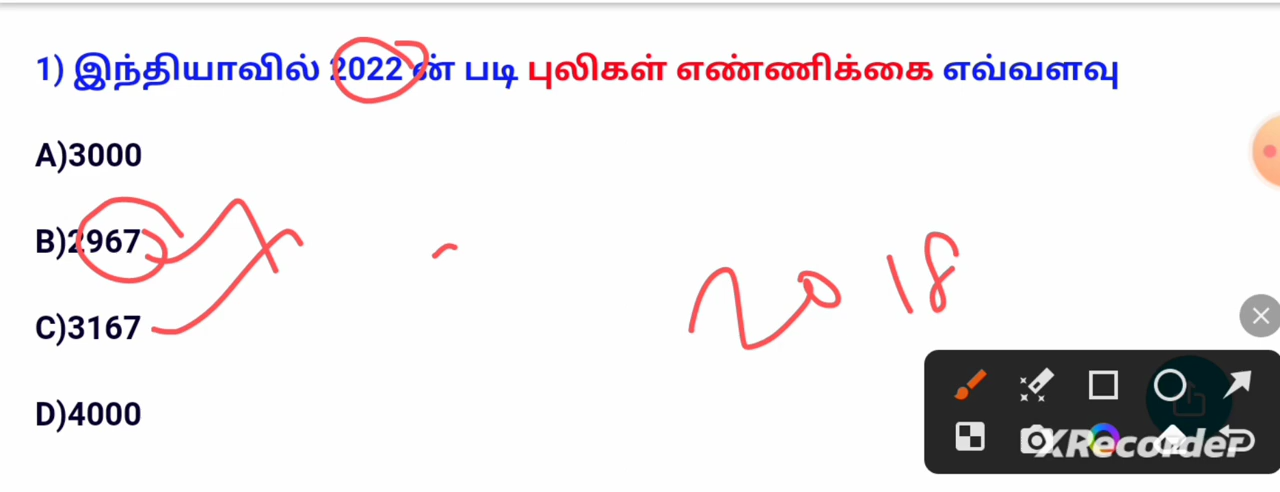 1) இந்தியாவில் 2022 ன் படி புலிகள் எண்ணிக்கை எவ்வளவு
A)3000
B)2967
2018
C)3167
D)4000
XRecorder